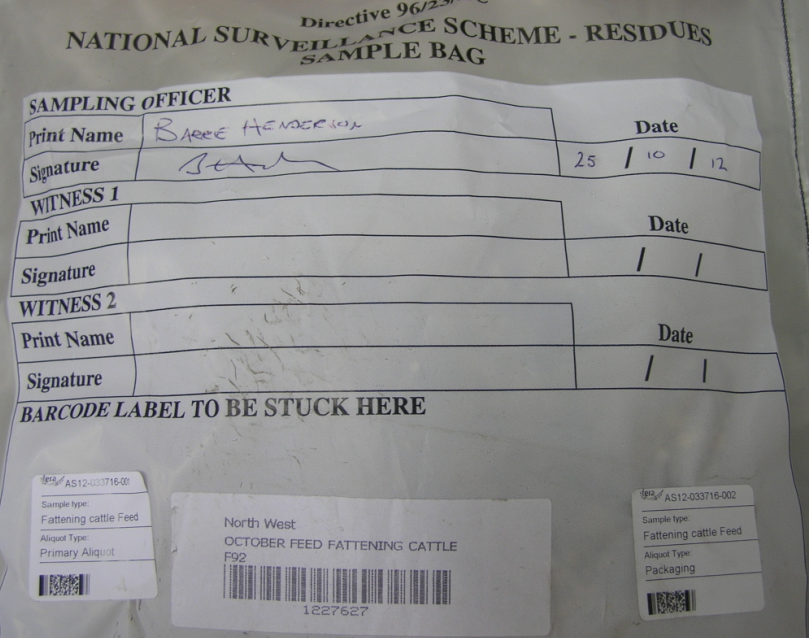 Directive 96/23/
NATIONAL SURVEILLANCE SCHEME - RESIDUES
SAMPLE BAG
SAMPLING OFFICER
Print Name BARRE HENDERSON Date
Signature 25 / 10 / 12
WITNESS 1
Print Name Date
Signature / /
WITNESS 2
Print Name Date
Signature / /
BARCODE LABEL TO BE STUCK HERE
AS12-033716-001
Sample type:
Fattening cattle Feed
Aliquot Type:
Primary Aliquot
North West
OCTOBER FEED FATTENING CATTLE
F92
1227627
AS12-033716-002
Sample type:
Fattening cattle Feed
Aliquot Type:
Packaging